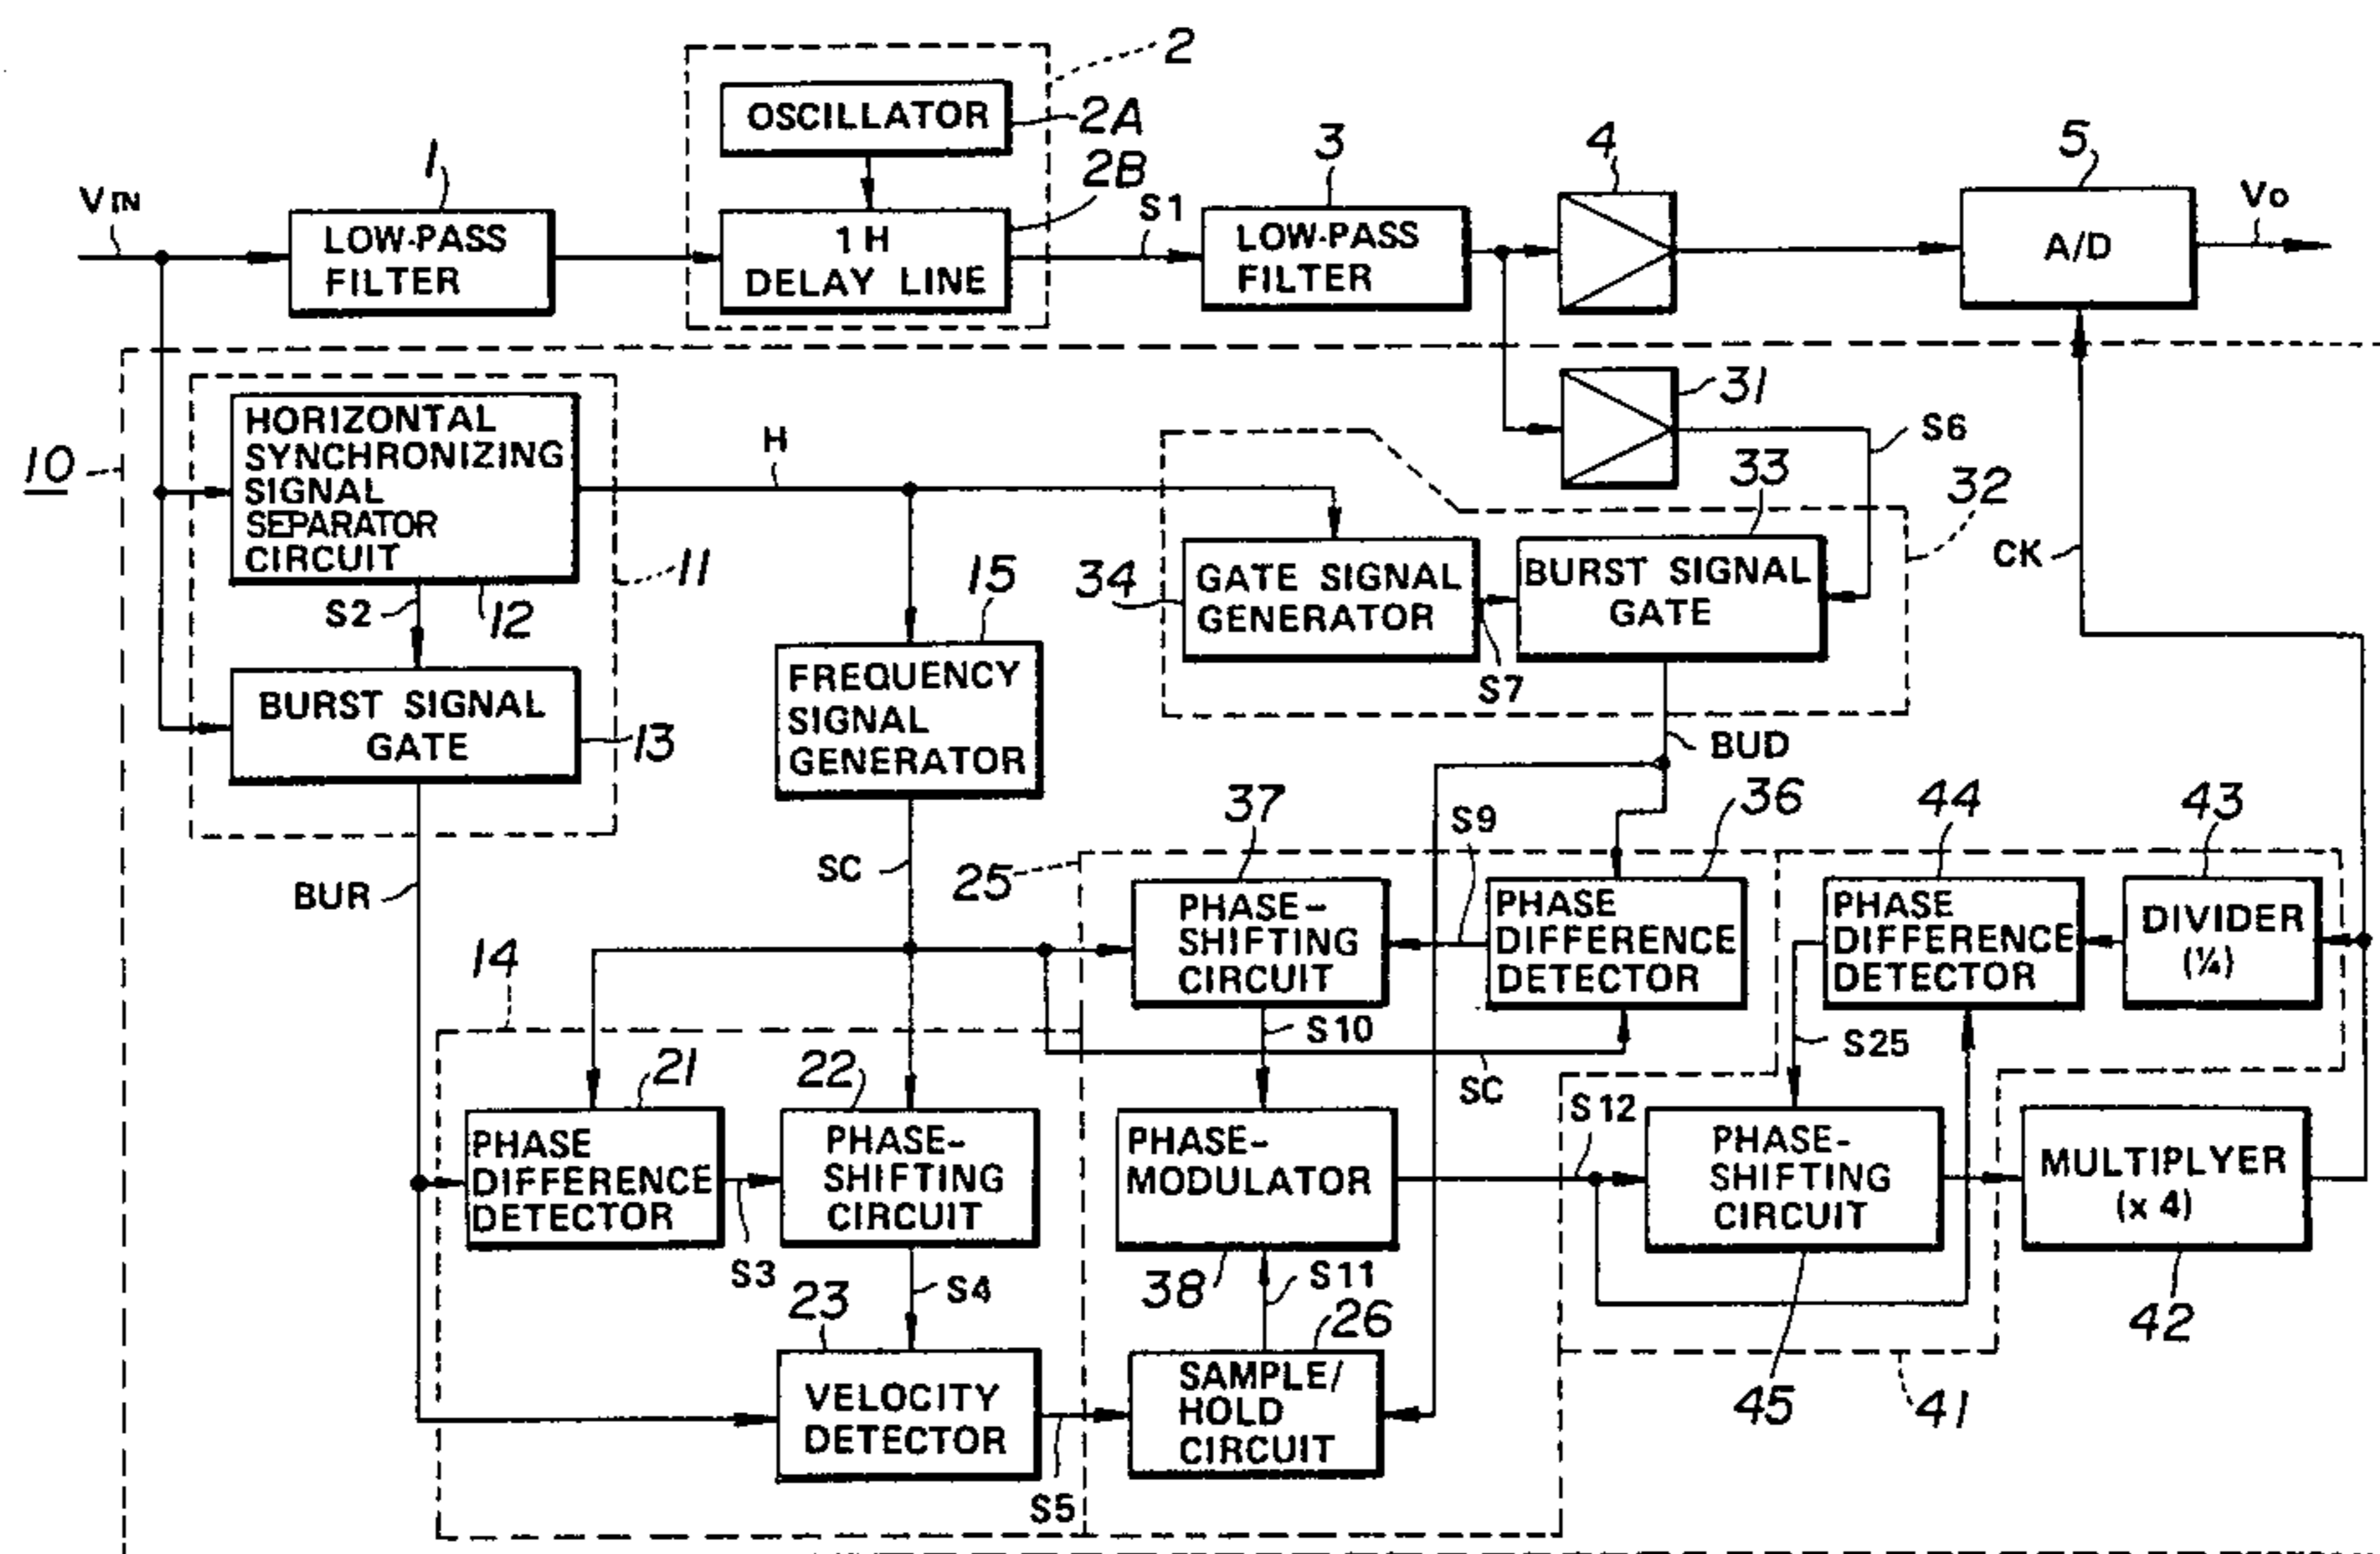 2
OSCILLATOR
2A
2B
VIN
1
LOW-PASS
FILTER
1 H
DELAY LINE
S1
3
LOW-PASS
FILTER
4
5
A/D
Vo
10
HORIZONTAL
SYNCHRONIZING
SIGNAL
SEPARATOR
CIRCUIT
H
11
S2
12
BURST SIGNAL
GATE
13
BUR
15
FREQUENCY
SIGNAL
GENERATOR
SC
31
S6
33
32
34
GATE SIGNAL
GENERATOR
BURST SIGNAL
GATE
S7
BUD
CK
25
37
PHASE-
SHIFTING
CIRCUIT
S9
36
PHASE
DIFFERENCE
DETECTOR
44
PHASE
DIFFERENCE
DETECTOR
43
DIVIDER
(¼)
S10
SC
S25
14
21
PHASE
DIFFERENCE
DETECTOR
S3
22
PHASE-
SHIFTING
CIRCUIT
S4
PHASE-
MODULATOR
38
S11
S12
PHASE-
SHIFTING
CIRCUIT
45
MULTIPLYER
(x 4)
42
41
23
VELOCITY
DETECTOR
S5
26
SAMPLE/
HOLD
CIRCUIT